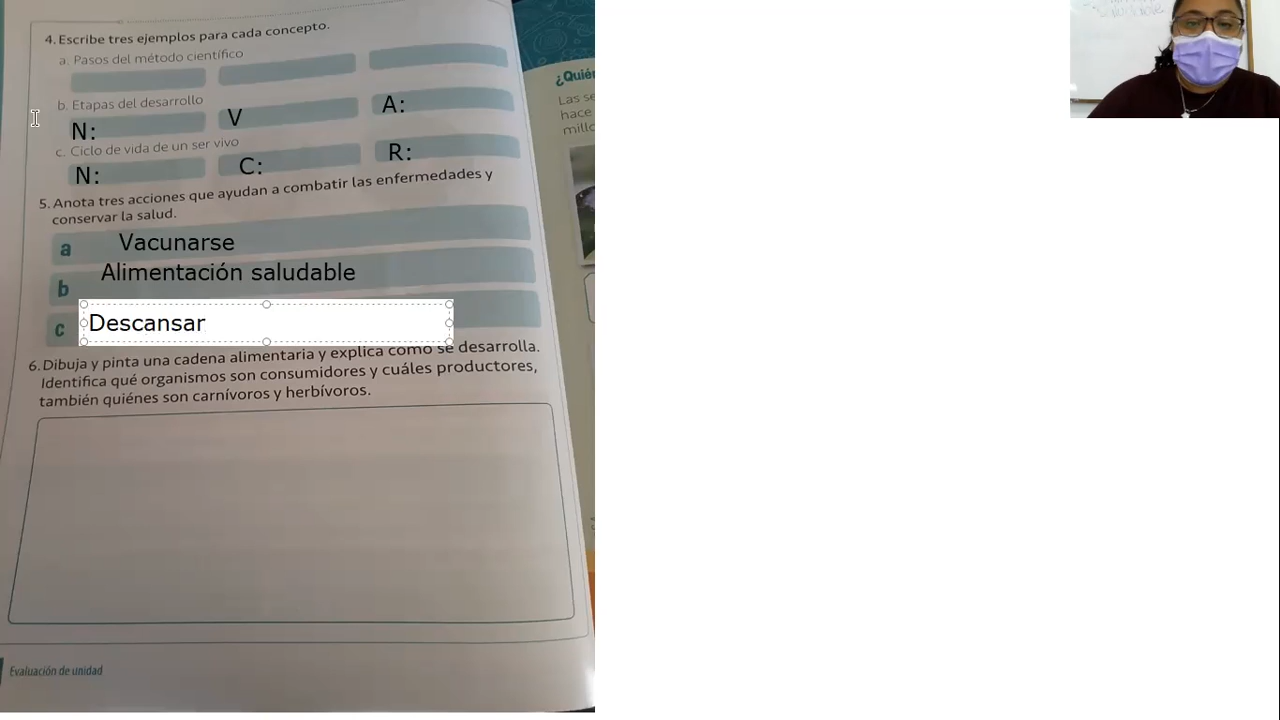 4. Escribe tres ejemplos para cada concepto.
a. Pasos del método científico
b. Etapas del desarrollo
N: V A:
c. Ciclo de vida de un ser vivo
N: C: R:
5. Anota tres acciones que ayudan a combatir las enfermedades y
conservar la salud.
a Vacunarse
b Alimentación saludable
c Descansar
6. Dibuja y pinta una cadena alimentaria y explica cómo se desarrolla.
Identifica qué organismos son consumidores y cuáles productores,
también quiénes son carnívoros y herbívoros.
Evaluación de unidad
¿Quién
Las se
hace
millo